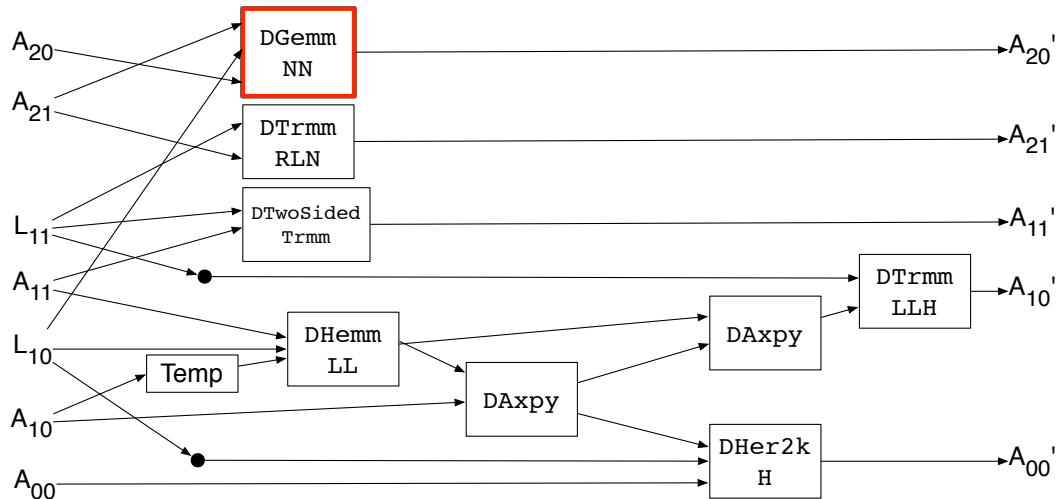 A20
DGemm
NN
A20'
A21
DTrmm
RLN
A21'
L11
DTwoSided
Trmm
A11'
A11
DTrmm
LLH
A10'
L10
DHemm
LL
DAxpy
Temp
A10
DAxpy
DHer2k
H
A00'
A00